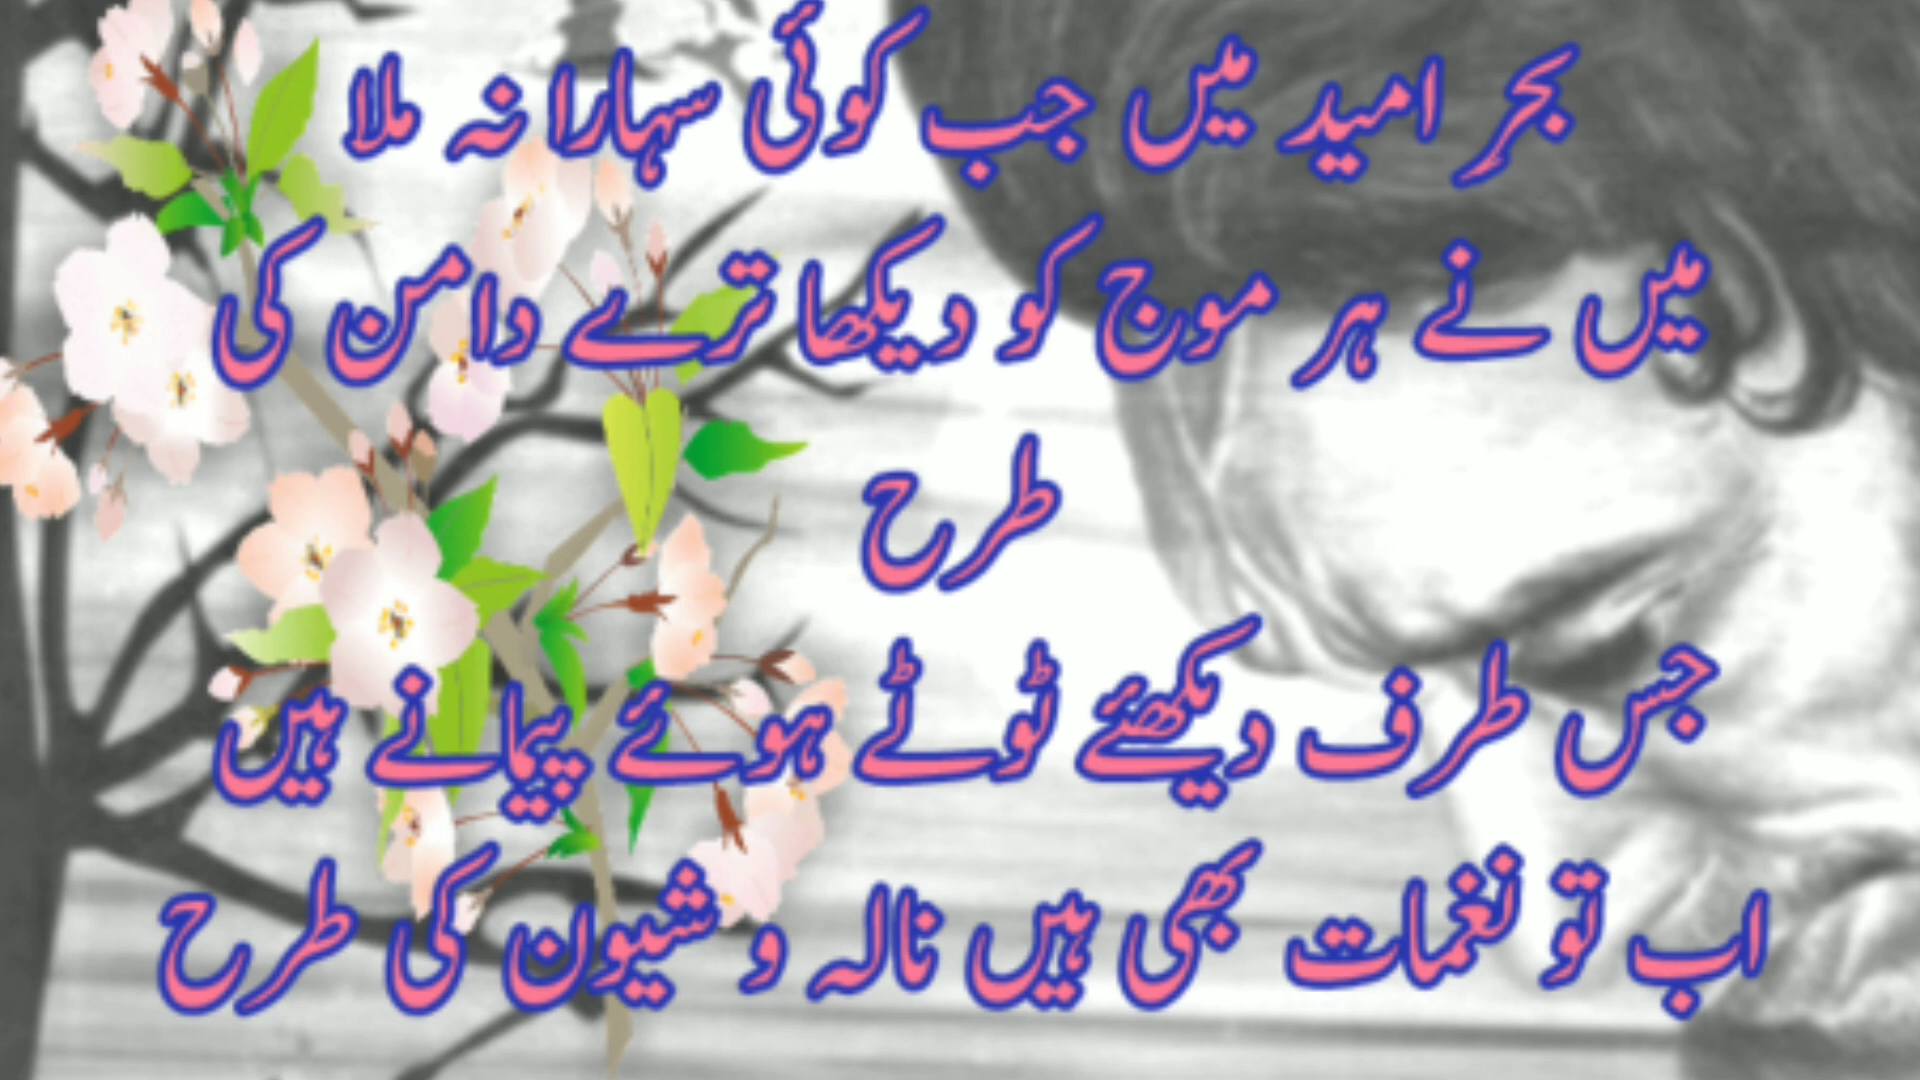 بحر امید میں جب کوئی سہارا نہ ملا
میں نے ہر موج کو دیکھا ترے دامن کی
طرح
جس طرف دیکھئے ٹوٹے ہوئے پیمانے ہیں
اب تو نغمات بھی ہیں نالہ و شیون کی طرح